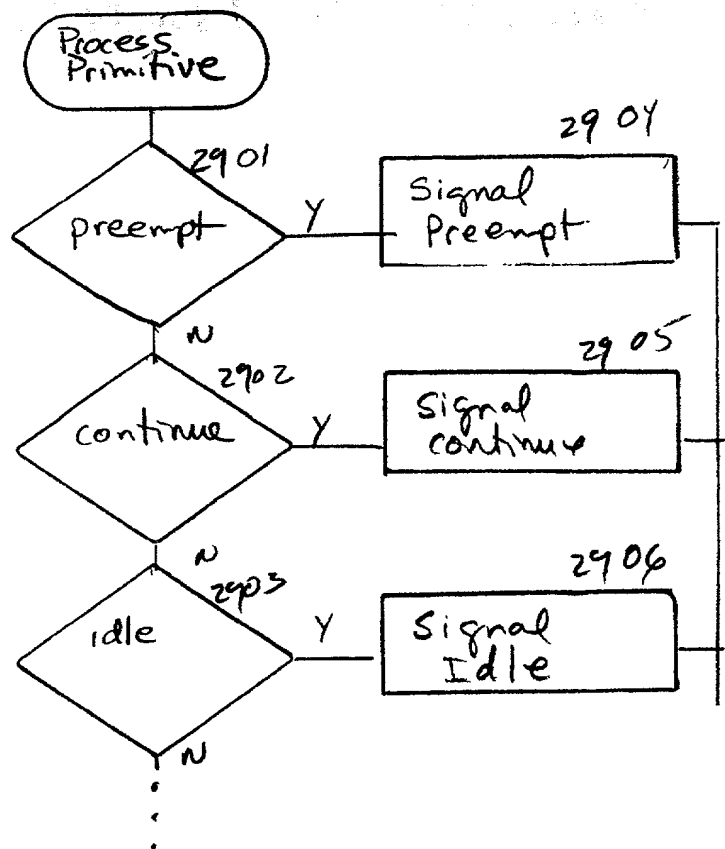 Process
Primitive
2901
preempt
Y
2904
Signal
Preempt
N
2902
continue
Y
2905
Signal
continue
N
2903
idle
Y
2906
Signal
Idle
N